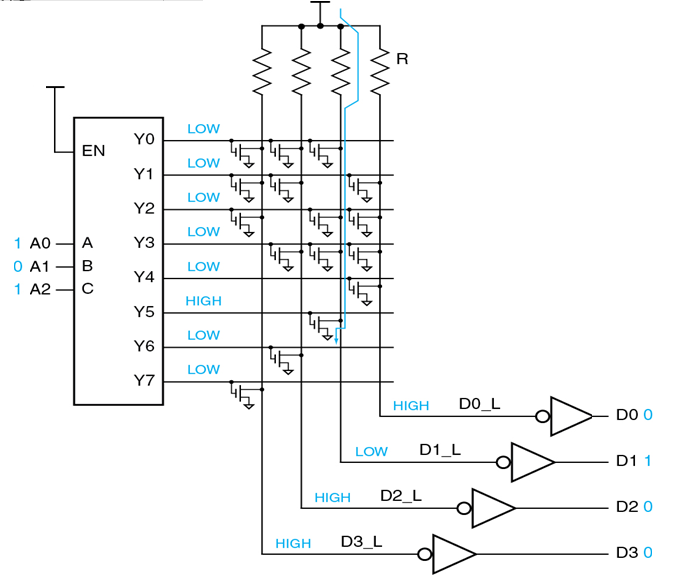 R
LOW
Y0
EN
LOW
Y1
LOW
Y2
LOW
1 A0 A Y3
0 A1 B LOW
1 A2 C Y4
HIGH
Y5
LOW
Y6
LOW
Y7
HIGH D0_L D0 0
LOW D1_L D1 1
HIGH D2_L D2 0
HIGH D3_L D3 0